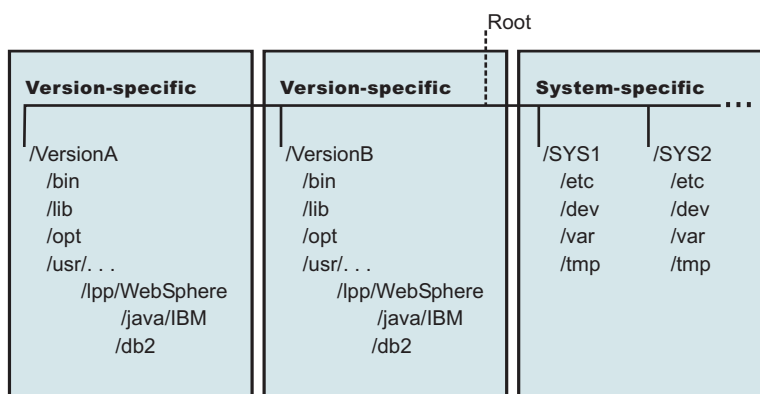 Root
Version-specific
/VersionA
/bin
/lib
/opt
/usr/. . .
/lpp/WebSphere
/java/IBM
/db2
Version-specific
/VersionB
/bin
/lib
/opt
/usr/. . .
/lpp/WebSphere
/java/IBM
/db2
System-specific
/SYS1
/etc
/dev
/var
/tmp
/SYS2
/etc
/dev
/var
/tmp
...